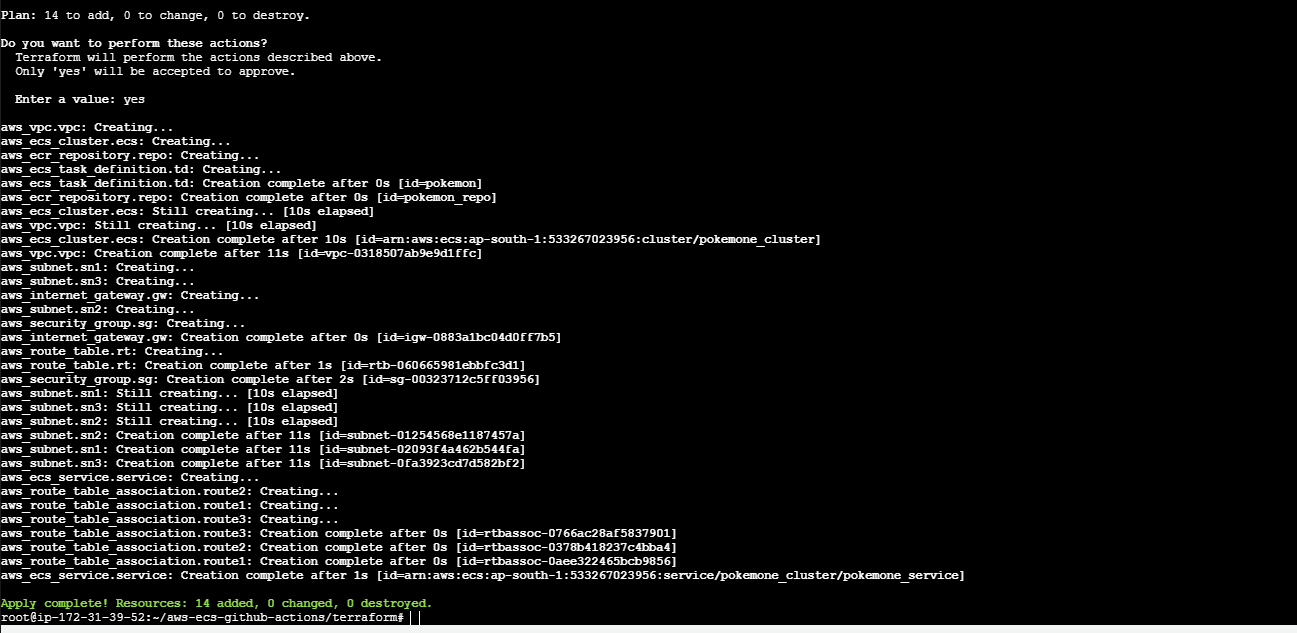 Plan: 14 to add, 0 to change, 0 to destroy.
Do you want to perform these actions?
Terraform will perform the actions described above.
Only 'yes' will be accepted to approve.
Enter a value: yes
aws_vpc.vpc: Creating...
aws_ecs_cluster.ecs: Creating...
aws_ecr_repository.repo: Creating...
aws_ecs_task_definition.td: Creating...
aws_ecs_task_definition.td: Creation complete after 0s [id=pokemon]
aws_ecr_repository.repo: Creation complete after 0s [id=pokemon_repo]
aws_ecs_cluster.ecs: Still creating... [10s elapsed]
aws_vpc.vpc: Still creating... [10s elapsed]
aws_ecs_cluster.ecs: Creation complete after 10s [id=arn:aws:ecs:ap-south-1:533267023956:cluster/pokemone_cluster]
aws_vpc.vpc: Creation complete after 11s [id=vpc-0318507ab9e9d1ffc]
aws_subnet.sn1: Creating...
aws_subnet.sn3: Creating...
aws_internet_gateway.gw: Creating...
aws_subnet.sn2: Creating...
aws_security_group.sg: Creating...
aws_internet_gateway.gw: Creation complete after 0s [id=igw-0883a1bc04d0ff7b5]
aws_route_table.rt: Creating...
aws_route_table.rt: Creation complete after 1s [id=rtb-060665981ebbfc3d1]
aws_security_group.sg: Creation complete after 2s [id=sg-00323712c5ff03956]
aws_subnet.sn1: Still creating... [10s elapsed]
aws_subnet.sn3: Still creating... [10s elapsed]
aws_subnet.sn2: Still creating... [10s elapsed]
aws_subnet.sn2: Creation complete after 11s [id=subnet-01254568e1187457a]
aws_subnet.sn1: Creation complete after 11s [id=subnet-02093f4a462b544fa]
aws_subnet.sn3: Creation complete after 11s [id=subnet-0fa3923cd7d582bf2]
aws_ecs_service.service: Creating...
aws_route_table_association.route2: Creating...
aws_route_table_association.route1: Creating...
aws_route_table_association.route3: Creating...
aws_route_table_association.route3: Creation complete after 0s [id=rtbassoc-0766ac28af5837901]
aws_route_table_association.route2: Creation complete after 0s [id=rtbassoc-0378b418237c4bba4]
aws_route_table_association.route1: Creation complete after 0s [id=rtbassoc-0aee322465bcb9856]
aws_ecs_service.service: Creation complete after 1s [id=arn:aws:ecs:ap-south-1:533267023956:service/pokemone_cluster/pokemone_service]
Apply complete! Resources: 14 added, 0 changed, 0 destroyed.
root@ip-172-31-39-52:~/aws-ecs-github-actions/terraform#